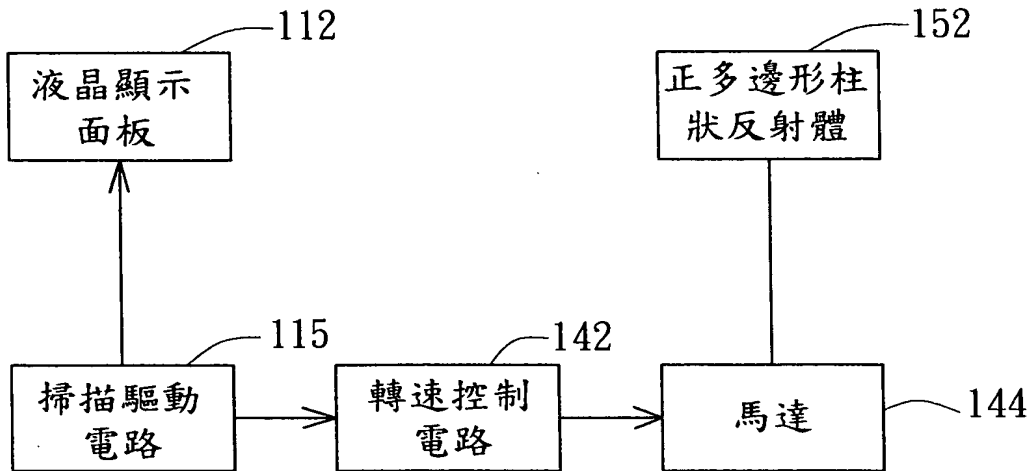 112
液晶顯示
面板
152
正多邊形柱
狀反射體
115
掃描驅動
電路
142
轉速控制
電路
馬達
144